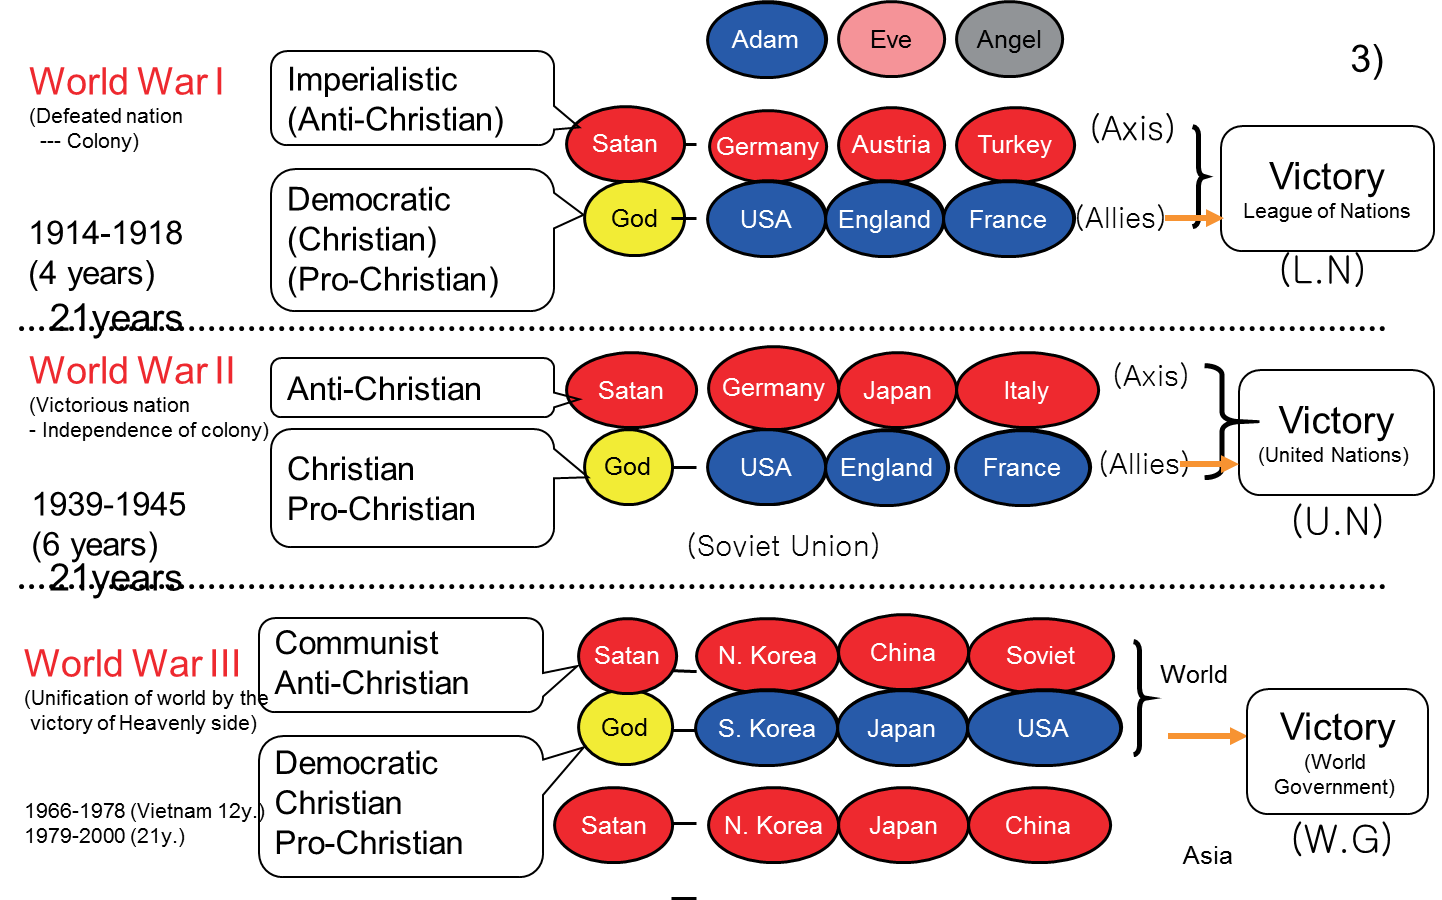 Adam Eve Angel
3)
World War I
(Defeated nation
--- Colony)
Imperialistic
(Anti-Christian)
Satan Germany Austria Turkey (Axis)
Democratic
(Christian)
(Pro-Christian)
God USA England France (Allies)
Victory
League of Nations
(L.N)
1914-1918
(4 years)
21years
World War II
(Victorious nation
- Independence of colony)
Anti-Christian
Satan Germany Japan Italy (Axis)
Christian
Pro-Christian
God USA England France (Allies)
Victory
(United Nations)
(U.N)
1939-1945
(6 years)
(Soviet Union)
21years
World War III
(Unification of world by the
victory of Heavenly side)
Communist
Anti-Christian
Satan N. Korea China Soviet
World
God S. Korea Japan USA
Democratic
Christian
Pro-Christian
Victory
(World
Government)
(W.G)
1966-1978 (Vietnam 12y.)
1979-2000 (21y.)
Satan N. Korea Japan China
Asia